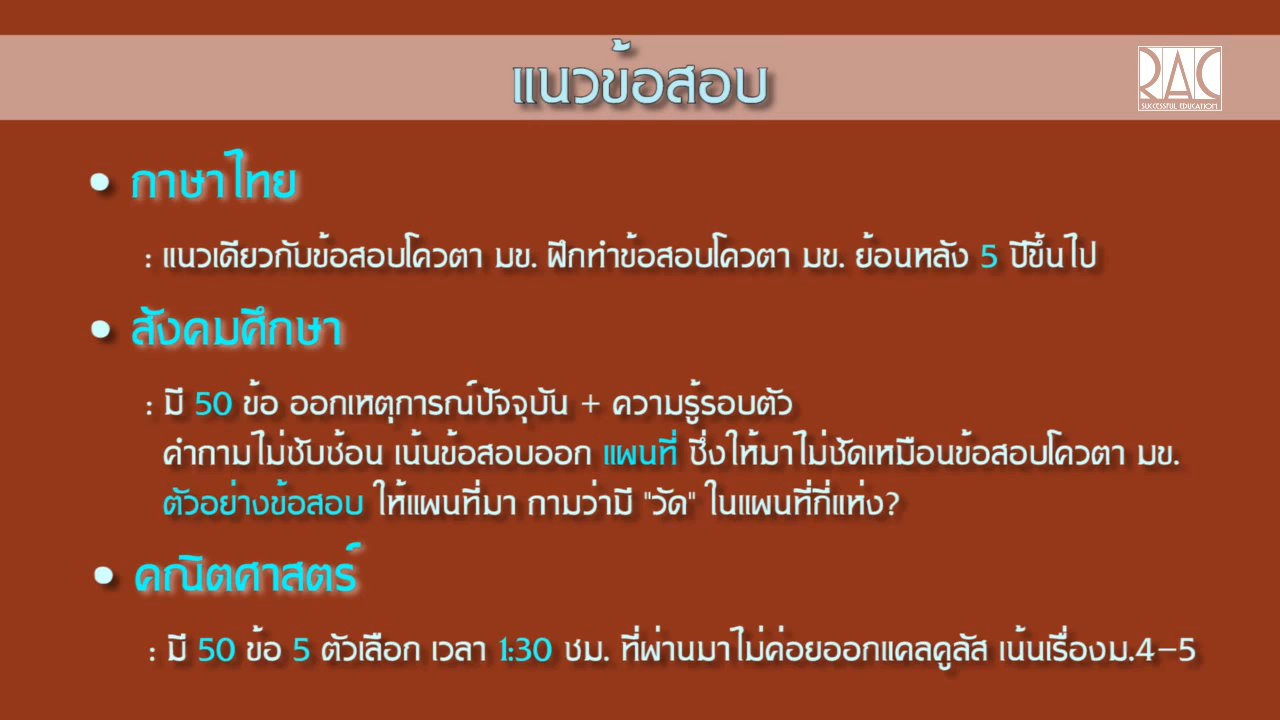 แนวข้อสอบ
RAC
SUCCESSFUL EDUCATION
• ภาษาไทย
: แนวเดียวกับข้อสอบโควตา มข. ฝึกทำข้อสอบโควตา มข. ย้อนหลัง 5 ปีขึ้นไป
• สังคมศึกษา
: มี 50 ข้อ ออกเหตุการณ์ปัจจุบัน + ความรู้รอบตัว
คำถามไม่ซับซ้อน เน้นข้อสอบออก แผนที่ ซึ่งให้มาไม่ชัดเหมือนข้อสอบโควตา มข.
ตัวอย่างข้อสอบ ให้แผนที่มา ถามว่ามี "วัด" ในแผนที่กี่แห่ง?
• คณิตศาสตร์
: มี 50 ข้อ 5 ตัวเลือก เวลา 1:30 ชม. ที่ผ่านมาไม่ค่อยออกแคลคูลัส เน้นเรื่องม.4-5